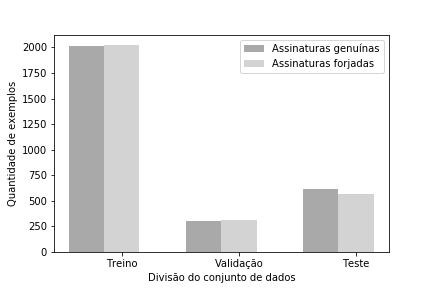 2000
1750
1500
1250
1000
750
500
250
0
Quantidade de exemplos
Assinaturas genuínas
Assinaturas forjadas
Treino
Validação
Teste
Divisão do conjunto de dados